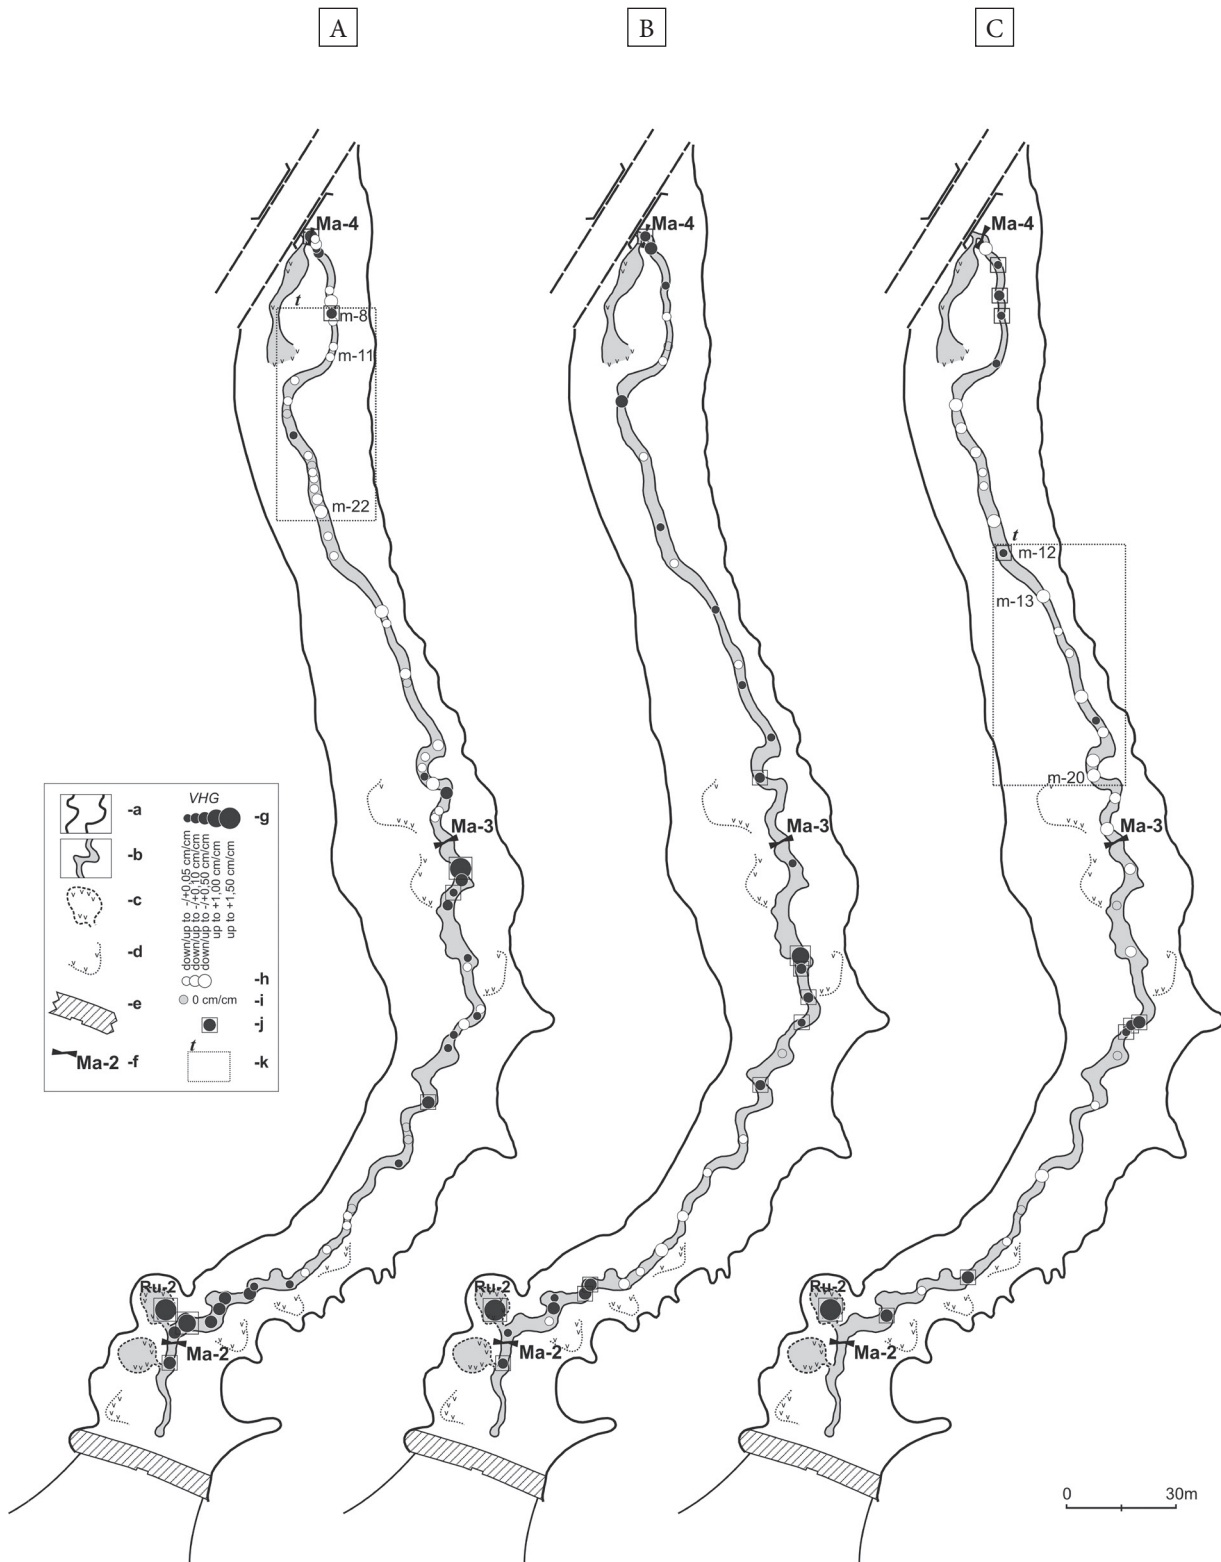 A
B
C
Ma-4
Ma-4
Ma-4
t
m-8
m-11
m-22
t
m-12
m-13
m-20
Ma-3
Ma-3
Ma-3
-a
-b
-c
-d
-e
Ma-2 -f
VHG
-g
down/up to -/+0,05 cm/cm
down/up to -/+0,10 cm/cm
down/up to -/+0,50 cm/cm
up to +1,00 cm/cm
up to +1,50 cm/cm
-h
0 cm/cm -i
-j
t
-k
Ru-2
Ru-2
Ru-2
Ma-2
Ma-2
Ma-2
0 30m